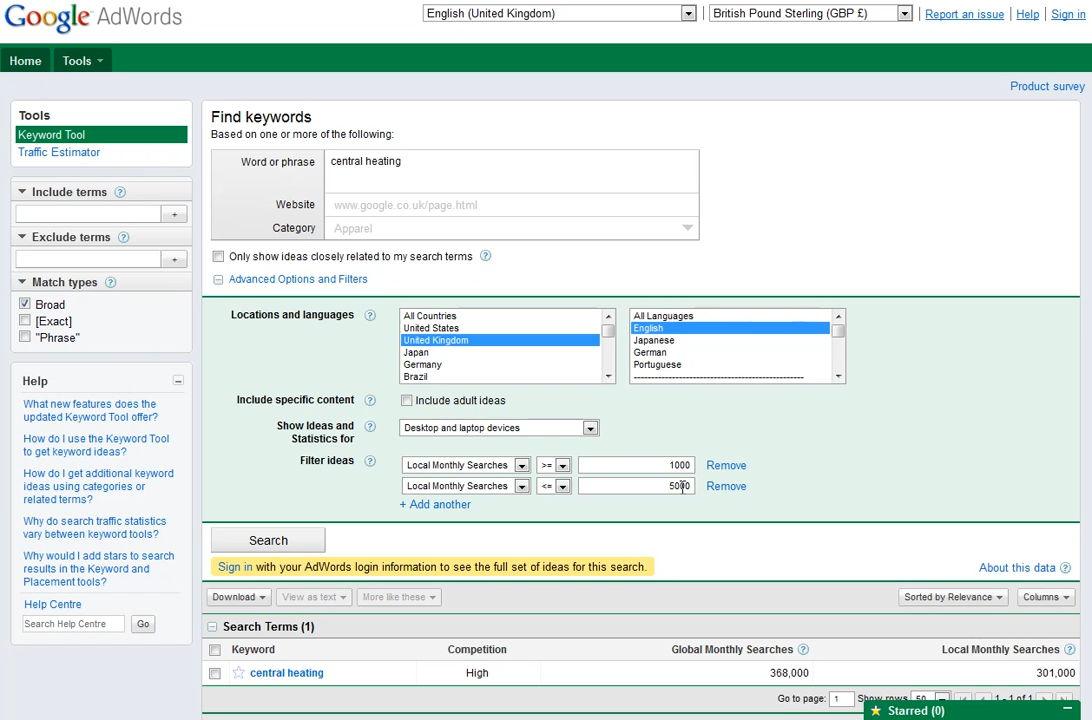 Google AdWords
English (United Kingdom) | British Pound Sterling (GBP £) | Report an issue | Help | Sign in
Home Tools
Product survey
Tools
Keyword Tool
Traffic Estimator
Include terms ?
+
Exclude terms ?
+
Match types ?
Broad
[Exact]
"Phrase"
Help
What new features does the
updated Keyword Tool offer?
How do I use the Keyword Tool
to get keyword ideas?
How do I get additional keyword
ideas using categories or
related terms?
Why do search traffic statistics
vary between keyword tools?
Why would I add stars to search
results in the Keyword and
Placement tools?
Help Centre
Search Help Centre Go
Find keywords
Based on one or more of the following:
Word or phrase central heating
Website www.google.co.uk/page.html
Category Apparel
Only show ideas closely related to my search terms ?
Advanced Options and Filters
Locations and languages ?
All Countries
United States
United Kingdom
Japan
Germany
Brazil
All Languages
English
Japanese
German
Portuguese
----------------------------------------
Include specific content ? Include adult ideas
Show Ideas and
Statistics for ? Desktop and laptop devices
Filter ideas ? Local Monthly Searches >= 1000 Remove
Local Monthly Searches <= 5000 Remove
+ Add another
Search
Sign in with your AdWords login information to see the full set of ideas for this search.
About this data ?
Download View as text More like these Sorted by Relevance Columns
Search Terms (1)
Keyword Competition Global Monthly Searches ? Local Monthly Searches ?
central heating High 368,000 301,000
Go to page: 1 Show rows 50 1 - 1 of 1
Starred (0)